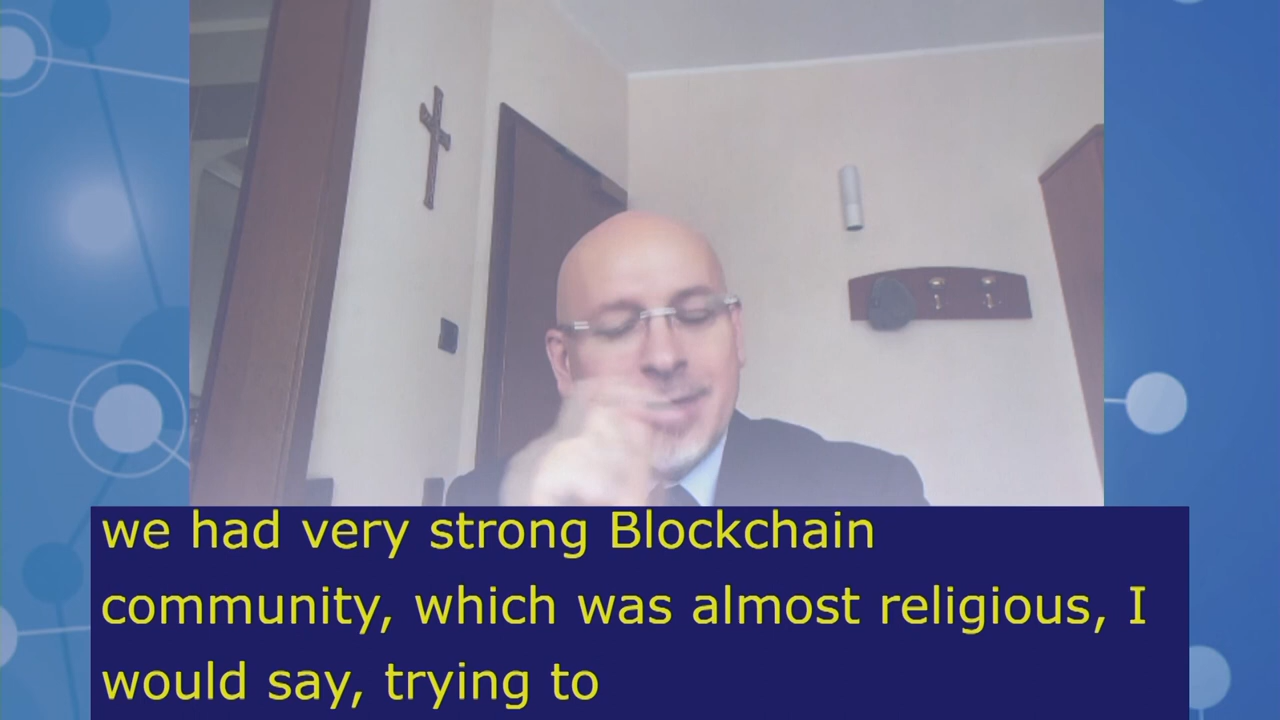 we had very strong Blockchain
community, which was almost religious, I
would say, trying to